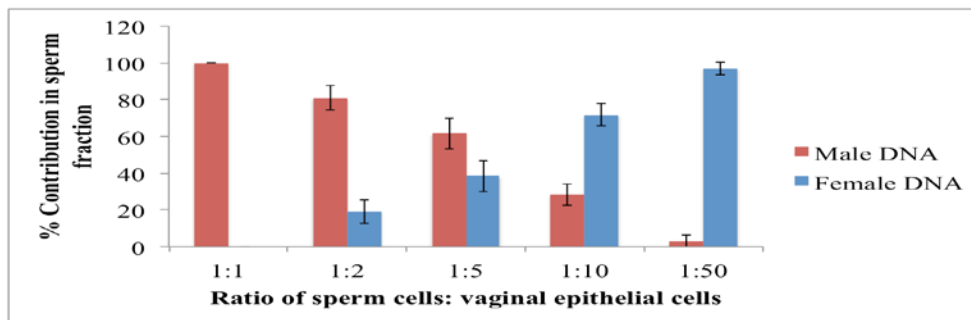 % Contribution in sperm
fraction
120
100
80
60
40
20
0
1:1 1:2 1:5 1:10 1:50
Ratio of sperm cells: vaginal epithelial cells
Male DNA
Female DNA